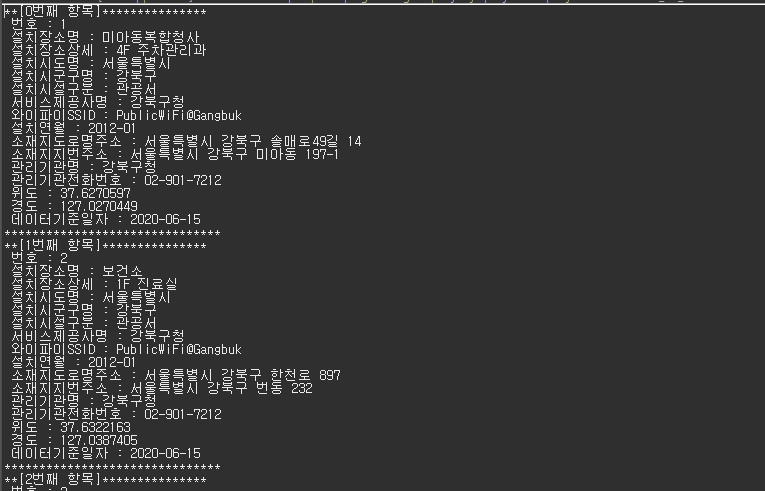 **[0번째 항목]***************
번호 : 1
설치장소명 : 미아동복합청사
설치장소상세 : 4F 주차관리과
설치시도명 : 서울특별시
설치시군구명 : 강북구
설치시설구분 : 관공서
서비스제공사명 : 강북구청
와이파이SSID : PublicWiFi@Gangbuk
설치연월 : 2012-01
소재지도로명주소 : 서울특별시 강북구 솔매로49길 14
소재지지번주소 : 서울특별시 강북구 미아동 197-1
관리기관명 : 강북구청
관리기관전화번호 : 02-901-7212
위도 : 37.6270597
경도 : 127.0270449
데이터기준일자 : 2020-06-15
*******************************
**[1번째 항목]***************
번호 : 2
설치장소명 : 보건소
설치장소상세 : 1F 진료실
설치시도명 : 서울특별시
설치시군구명 : 강북구
설치시설구분 : 관공서
서비스제공사명 : 강북구청
와이파이SSID : PublicWiFi@Gangbuk
설치연월 : 2012-01
소재지도로명주소 : 서울특별시 강북구 한천로 897
소재지지번주소 : 서울특별시 강북구 번동 232
관리기관명 : 강북구청
관리기관전화번호 : 02-901-7212
위도 : 37.6322163
경도 : 127.0387405
데이터기준일자 : 2020-06-15
*******************************
**[2번째 항목]***************